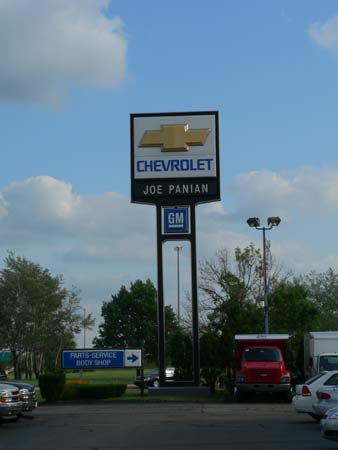 CHEVROLET
JOE PANIAN
GM
PARTS-SERVICE
BODY SHOP